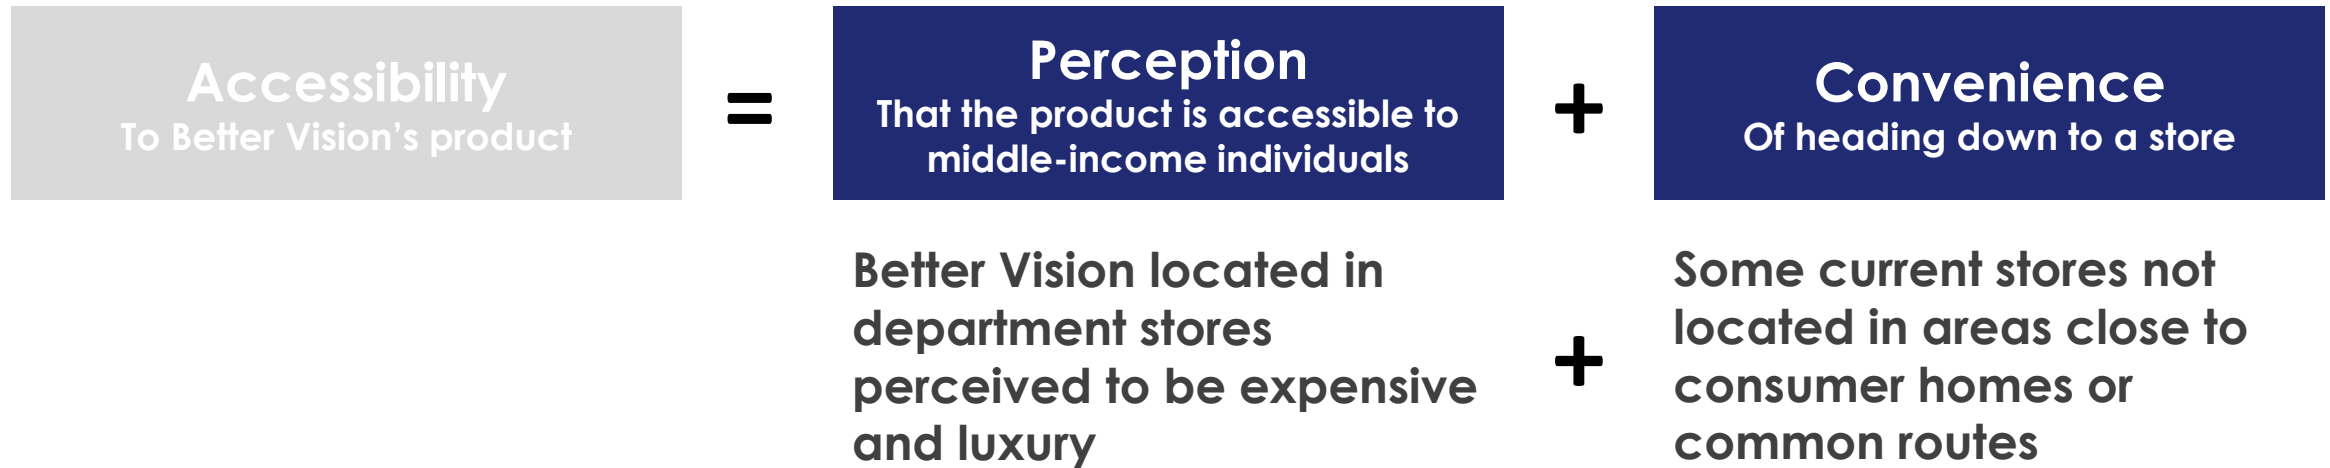 Accessibility
To Better Vision’s product
=
Perception
That the product is accessible to
middle-income individuals
+
Convenience
Of heading down to a store
Better Vision located in
department stores
perceived to be expensive
and luxury
+
Some current stores not
located in areas close to
consumer homes or
common routes